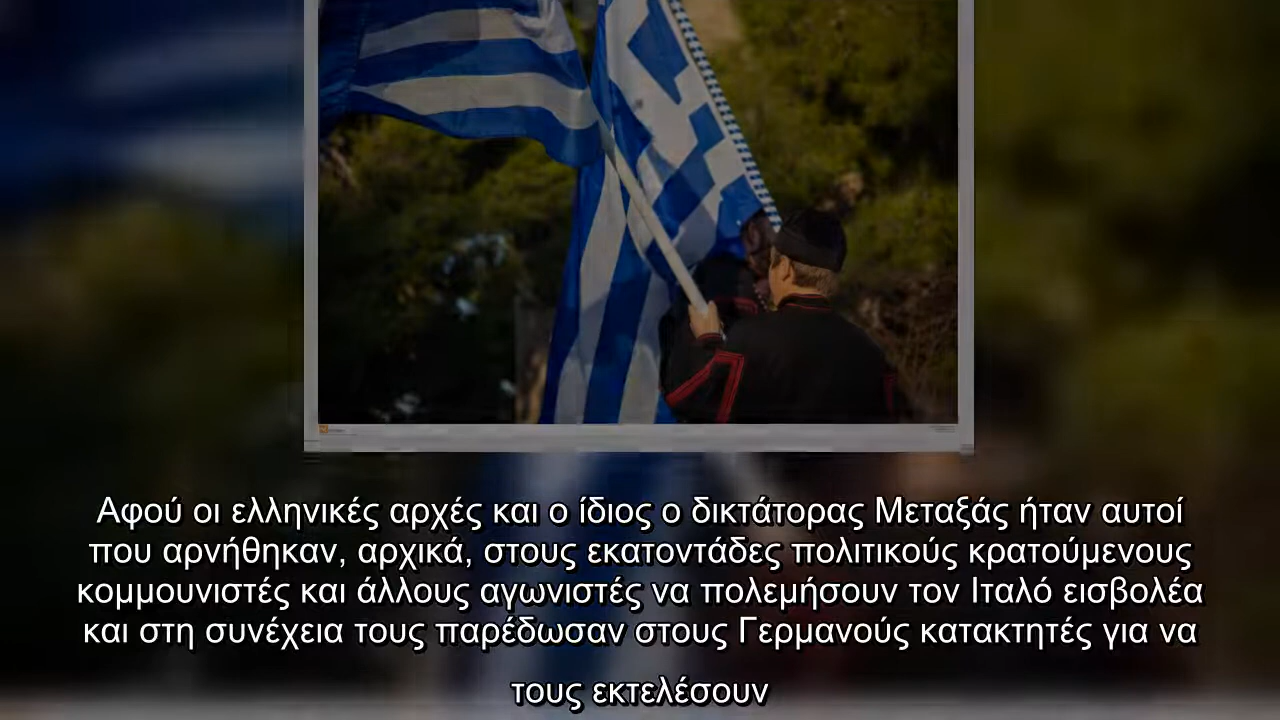 Αφού οι ελληνικές αρχές και ο ίδιος ο δικτάτορας Μεταξάς ήταν αυτοί
που αρνήθηκαν, αρχικά, στους εκατοντάδες πολιτικούς κρατούμενους
κομμουνιστές και άλλους αγωνιστές να πολεμήσουν τον Ιταλό εισβολέα
και στη συνέχεια τους παρέδωσαν στους Γερμανούς κατακτητές για να
τους εκτελέσουν